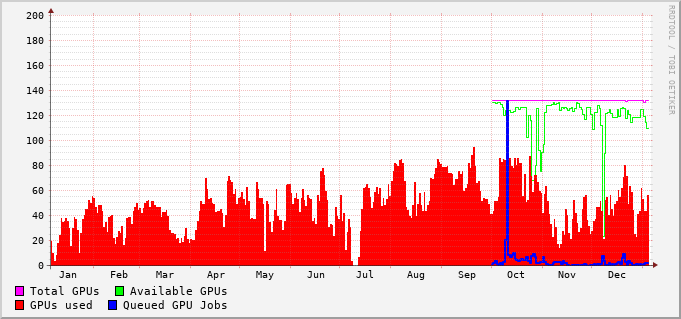 200
180
160
140
120
100
80
60
40
20
0
Jan Feb Mar Apr May Jun Jul Aug Sep Oct Nov Dec
Total GPUs Available GPUs
GPUs used Queued GPU Jobs
RRDTOOL / TOBI OETIKER